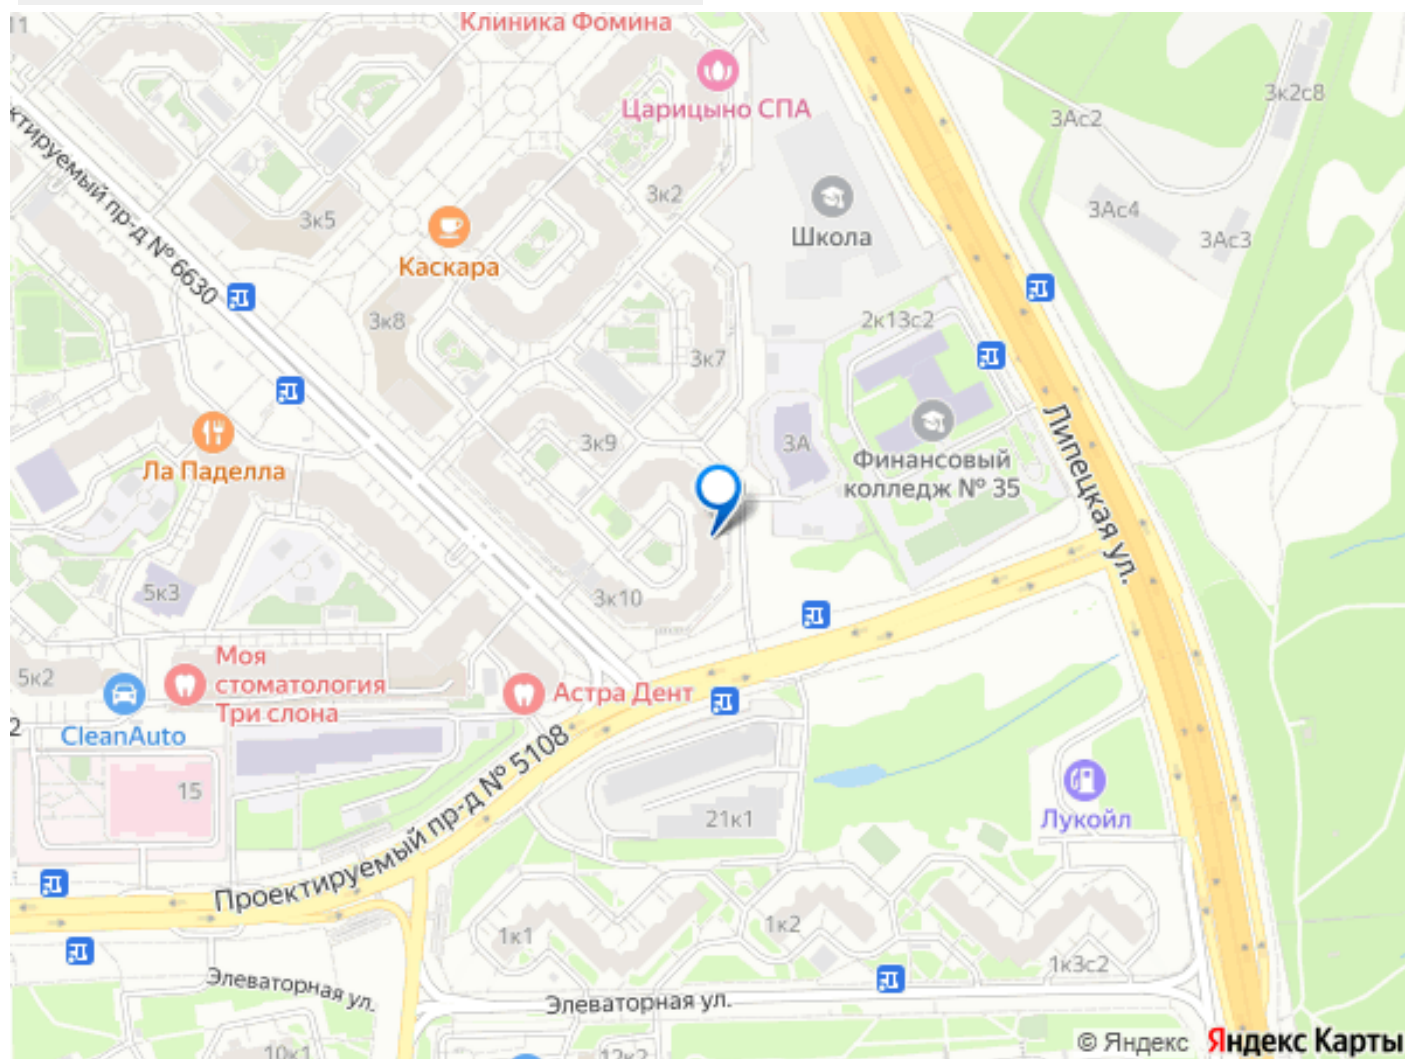 11
Клиника Фомина
Царицыно СПА
3к2с8
3Ас2
3к2
3к5
Школа
3Ас4
3Ас3
ктируемый пр-д № 6630
Каскара
3к8
2к13с2
3к7
Липецкая ул.
3к9
3А
Ла Паделла
Финансовый
колледж № 35
5к3
3к10
5к2
Моя
стоматология
Три слона
Астра Дент
2
CleanAuto
Проектируемый пр-д № 5108
15
21к1
Лукойл
1к1
1к2
1к3с2
Элеваторная ул.
Элеваторная ул.
10к1
12к2
© Яндекс
Яндекс Карты